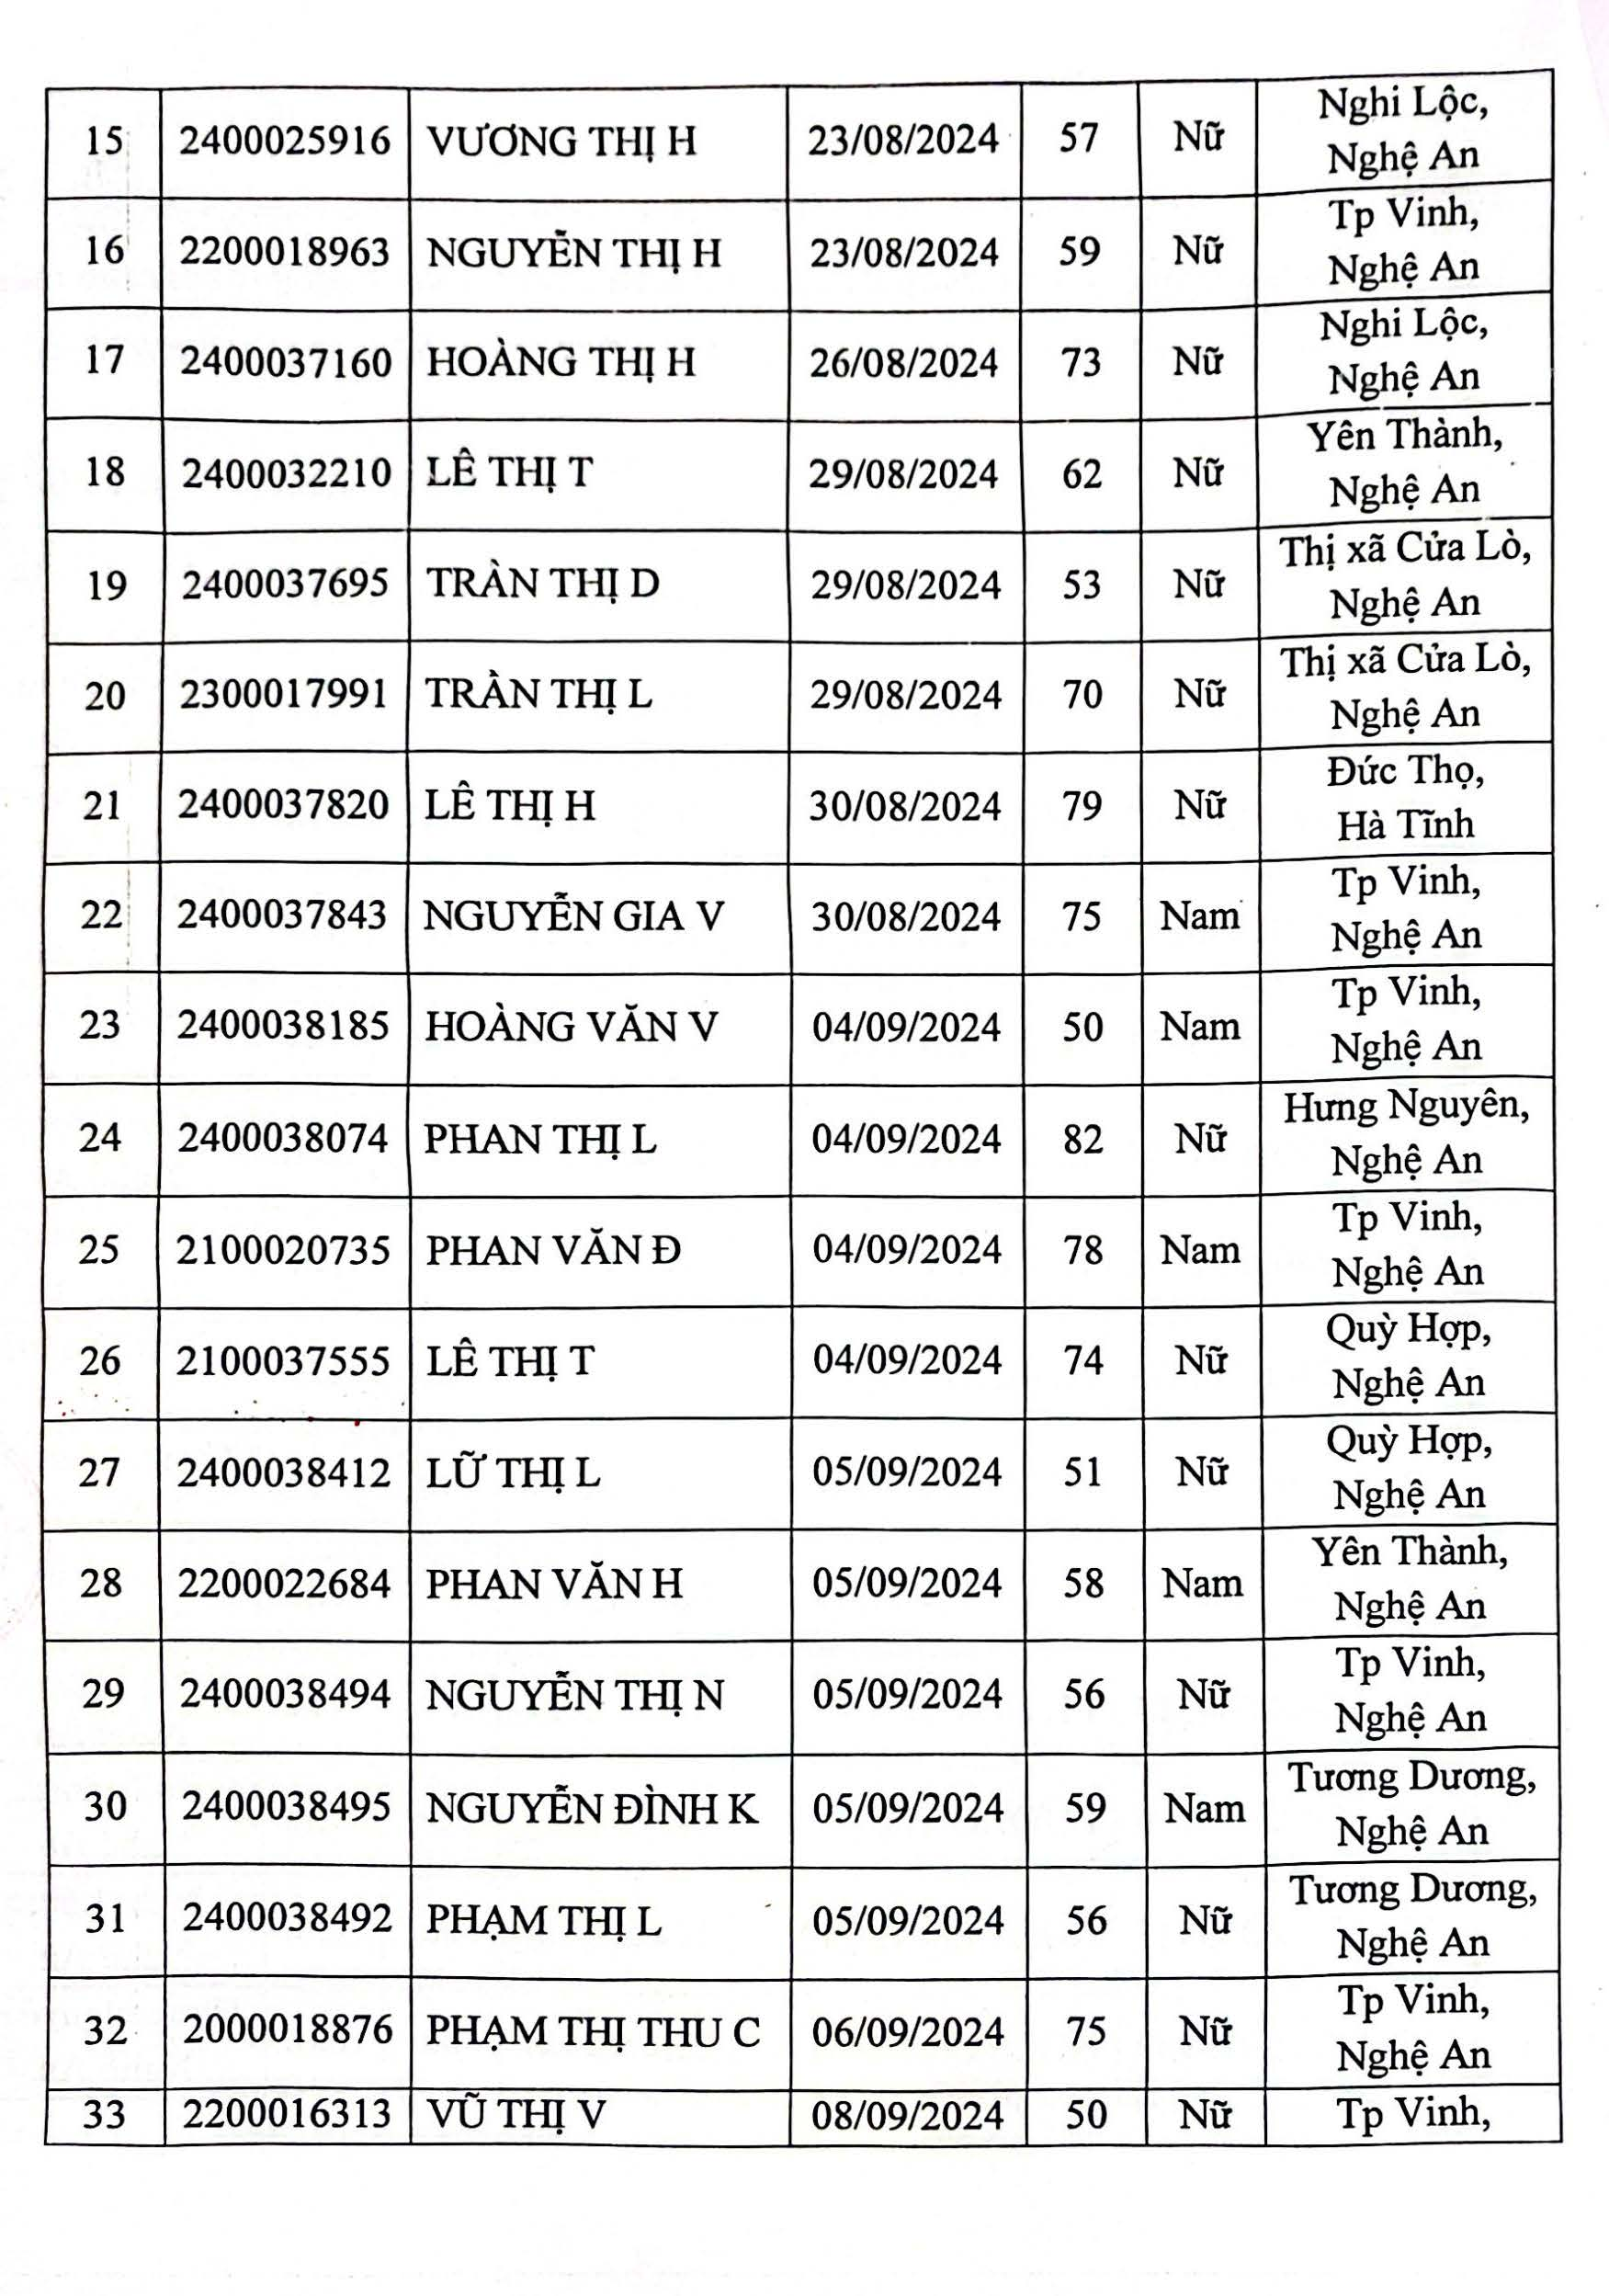 15 2400025916 VƯƠNG THỊ H 23/08/2024 57 Nữ Nghi Lộc,
Nghệ An
16 2200018963 NGUYỄN THỊ H 23/08/2024 59 Nữ Tp Vinh,
Nghệ An
17 2400037160 HOÀNG THỊ H 26/08/2024 73 Nữ Nghi Lộc,
Nghệ An
18 2400032210 LÊ THỊ T 29/08/2024 62 Nữ Yên Thành,
Nghệ An
19 2400037695 TRẦN THỊ D 29/08/2024 53 Nữ Thị xã Cửa Lò,
Nghệ An
20 2300017991 TRẦN THỊ L 29/08/2024 70 Nữ Thị xã Cửa Lò,
Nghệ An
21 2400037820 LÊ THỊ H 30/08/2024 79 Nữ Đức Thọ,
Hà Tĩnh
22 2400037843 NGUYỄN GIA V 30/08/2024 75 Nam Tp Vinh,
Nghệ An
23 2400038185 HOÀNG VĂN V 04/09/2024 50 Nam Tp Vinh,
Nghệ An
24 2400038074 PHAN THỊ L 04/09/2024 82 Nữ Hưng Nguyên,
Nghệ An
25 2100020735 PHAN VĂN Đ 04/09/2024 78 Nam Tp Vinh,
Nghệ An
26 2100037555 LÊ THỊ T 04/09/2024 74 Nữ Quỳ Hợp,
Nghệ An
27 2400038412 LỮ THỊ L 05/09/2024 51 Nữ Quỳ Hợp,
Nghệ An
28 2200022684 PHAN VĂN H 05/09/2024 58 Nam Yên Thành,
Nghệ An
29 2400038494 NGUYỄN THỊ N 05/09/2024 56 Nữ Tp Vinh,
Nghệ An
30 2400038495 NGUYỄN ĐÌNH K 05/09/2024 59 Nam Tương Dương,
Nghệ An
31 2400038492 PHẠM THỊ L 05/09/2024 56 Nữ Tương Dương,
Nghệ An
32 2000018876 PHẠM THỊ THU C 06/09/2024 75 Nữ Tp Vinh,
Nghệ An
33 2200016313 VŨ THỊ V 08/09/2024 50 Nữ Tp Vinh,